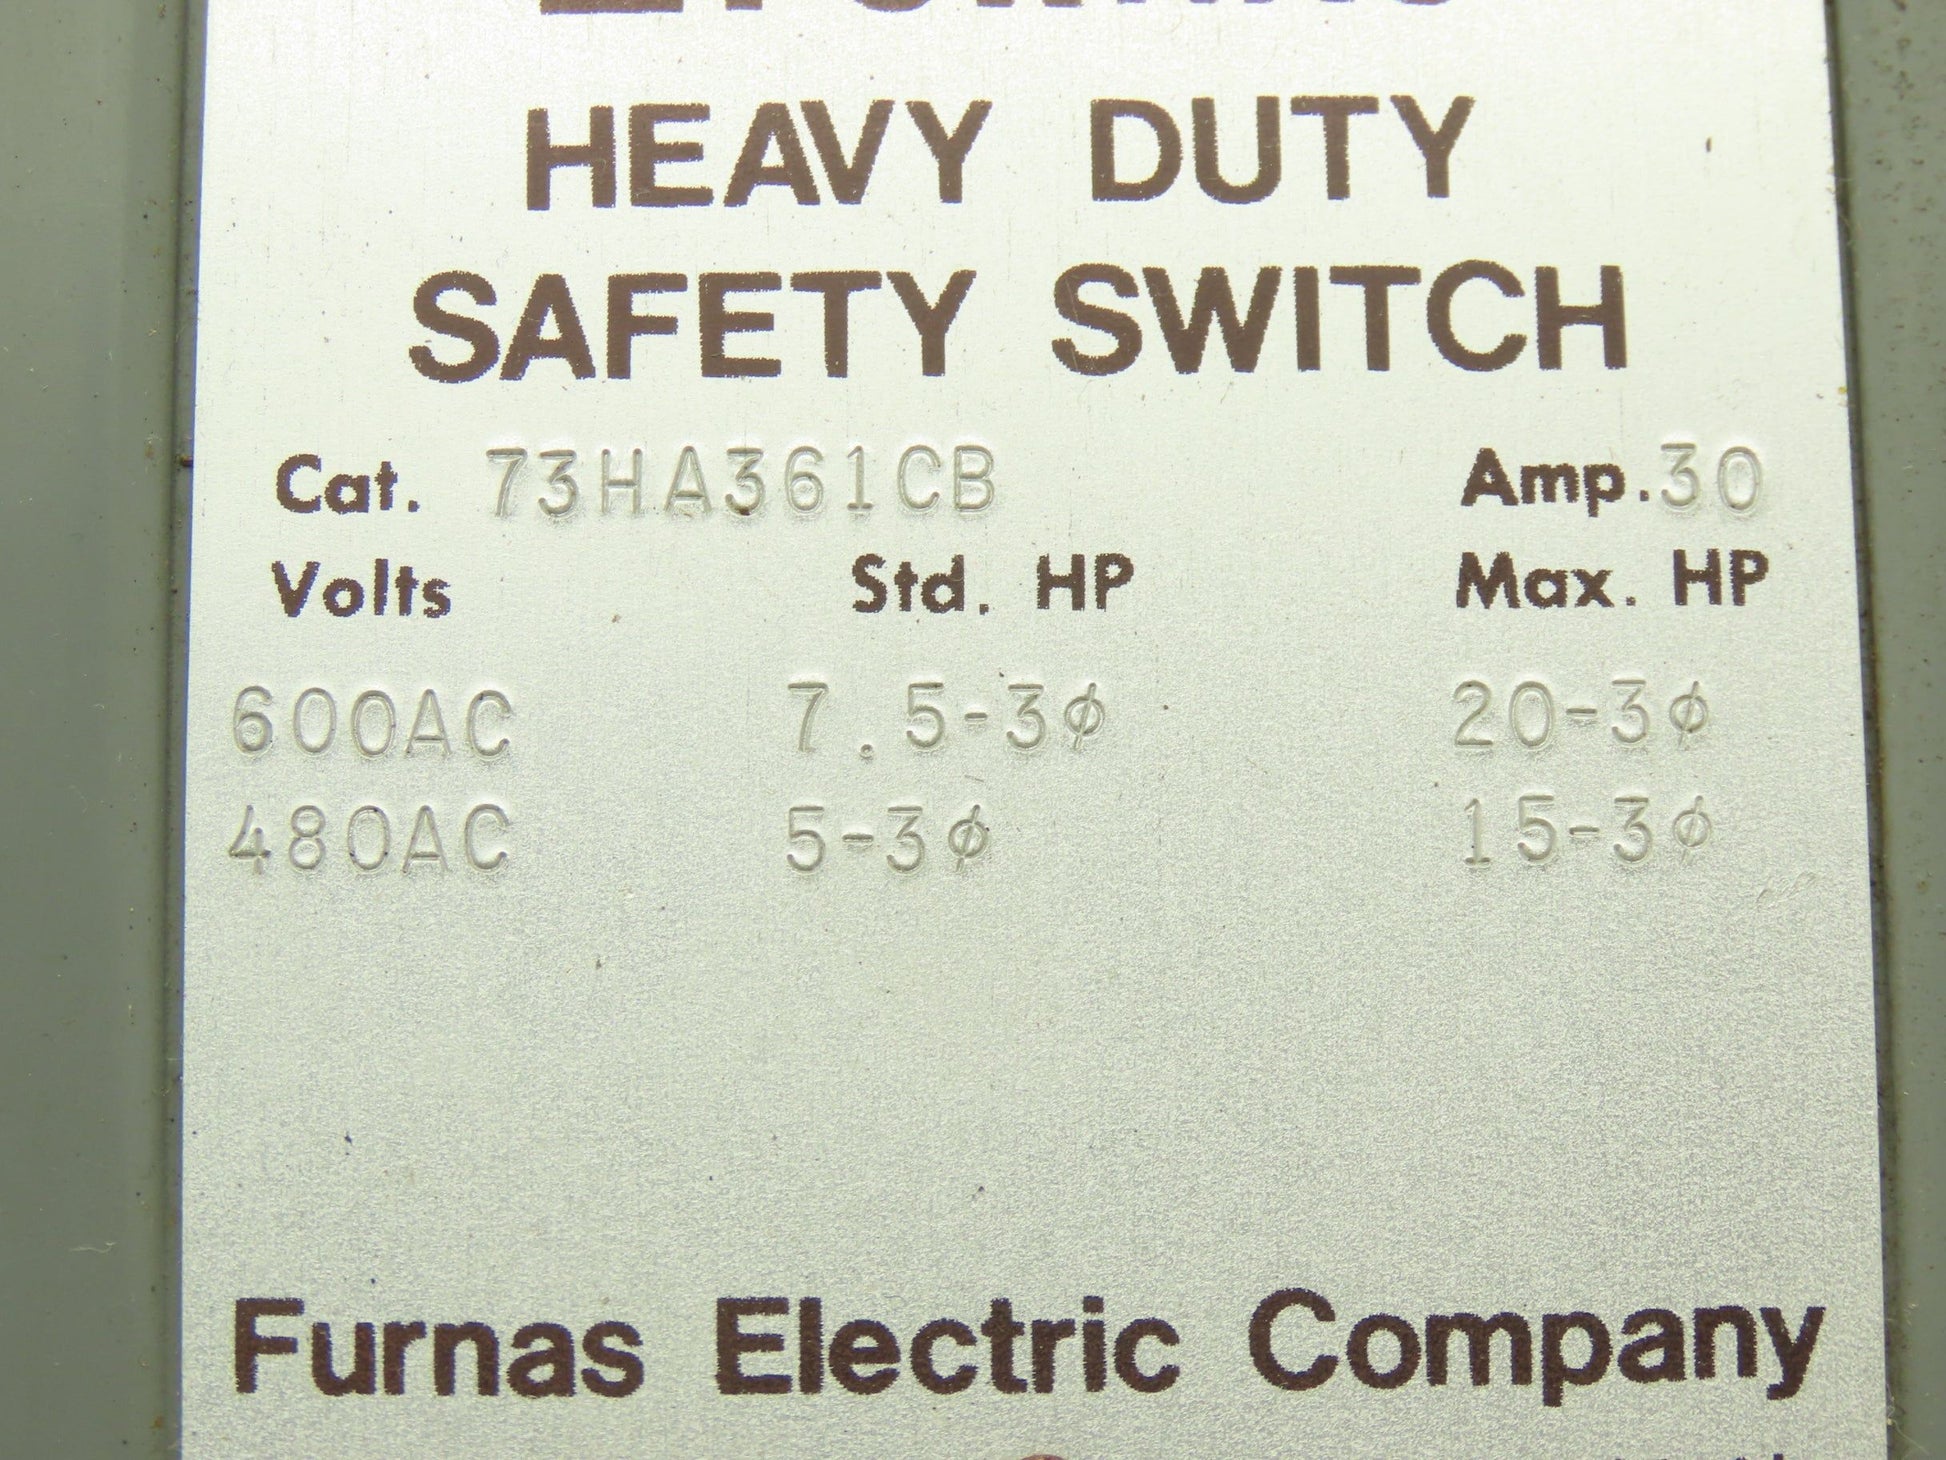 HEAVY DUTY
SAFETY SWITCH
Cat. 73HA361CB Amp. 30
Volts Std. HP Max. HP
600AC 7.5-3ϕ 20-3ϕ
480AC 5-3ϕ 15-3ϕ
Furnas Electric Company